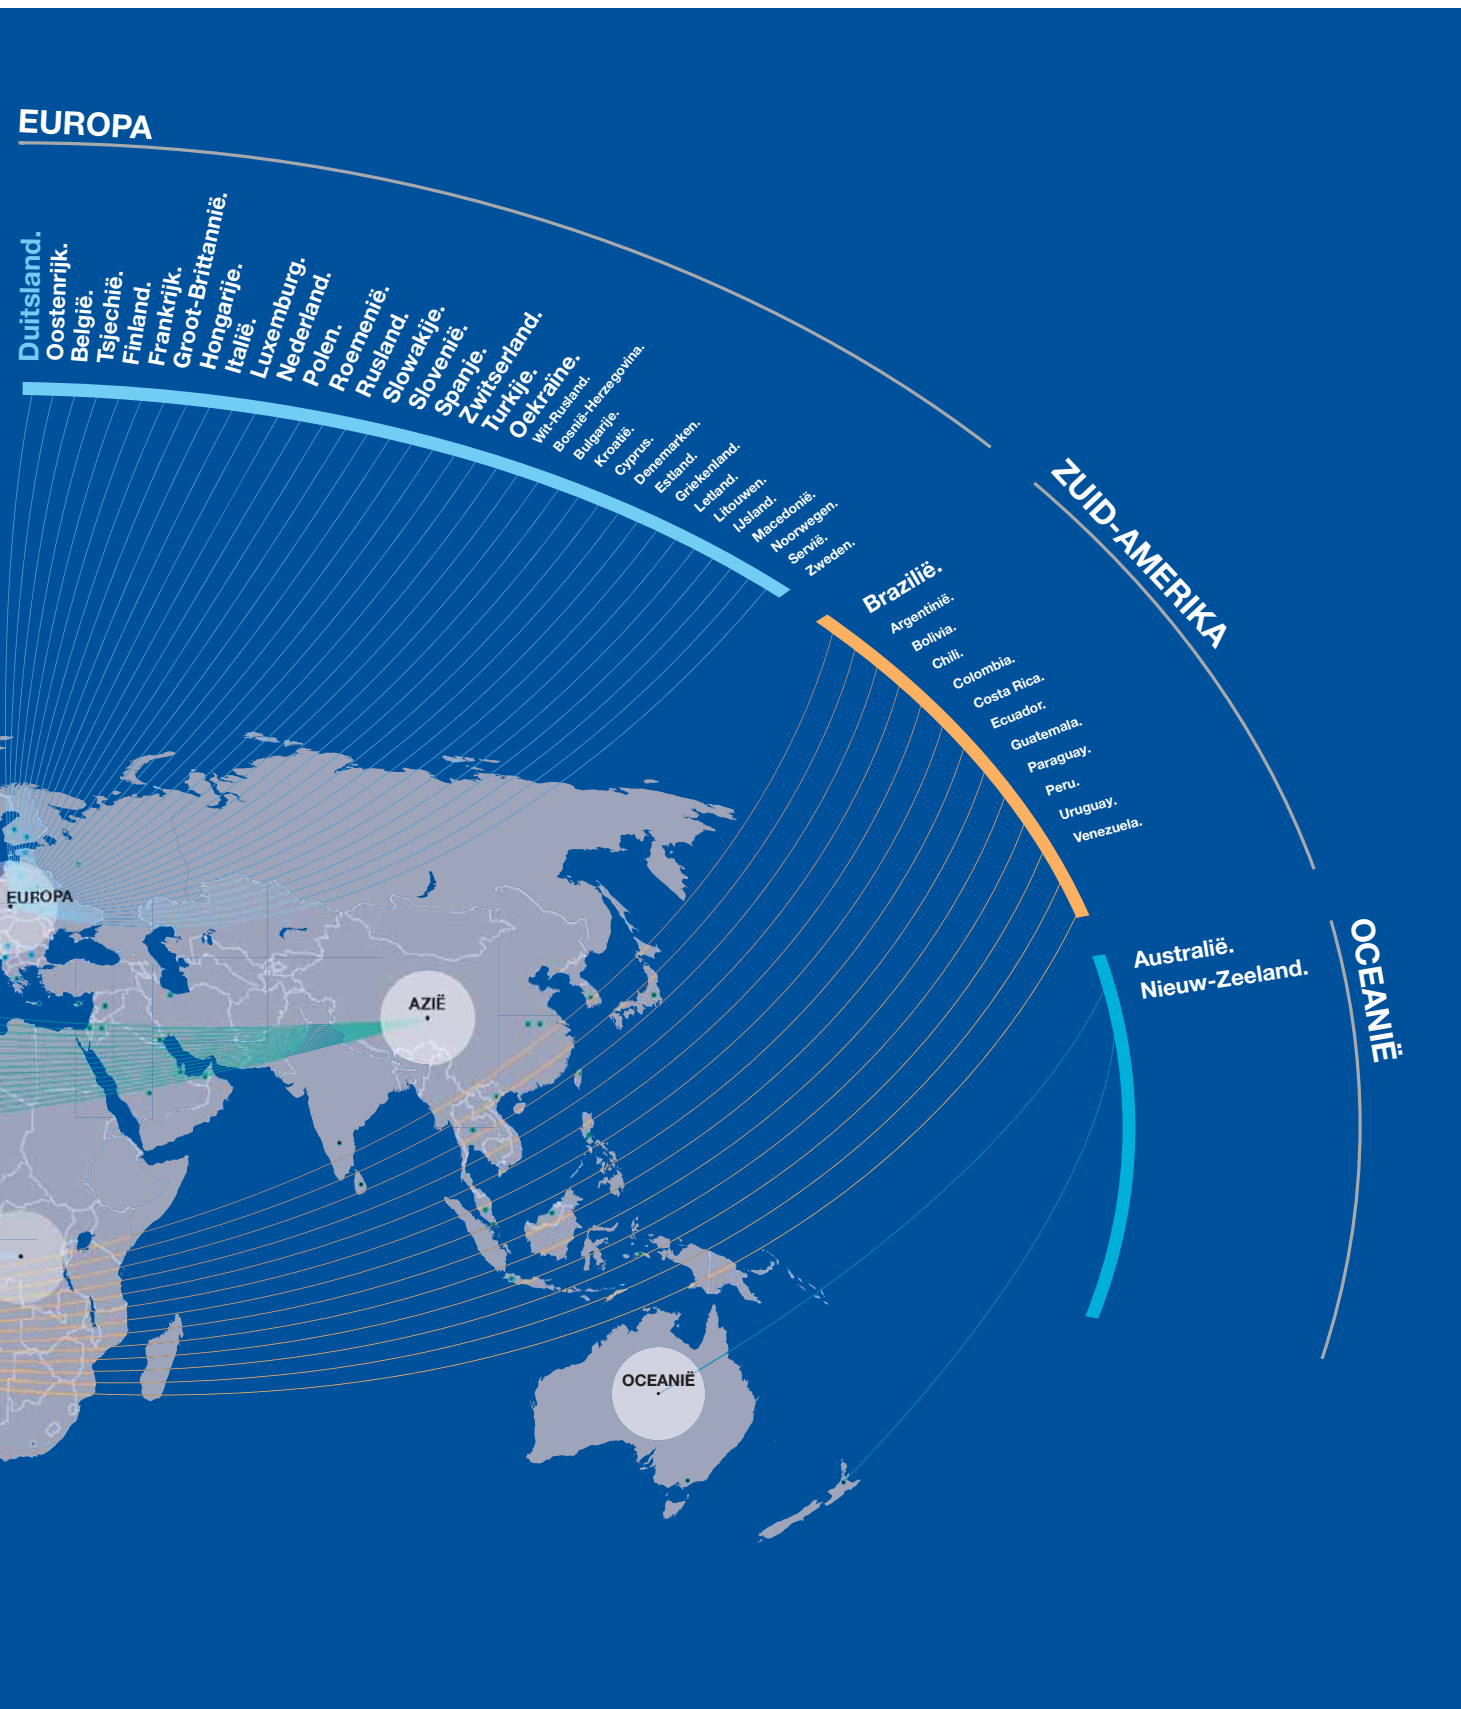 EUROPA
Duitsland.
Oostenrijk.
België.
Tsjechië.
Finland.
Frankrijk.
Groot-Brittannië.
Hongarije.
Italië.
Luxemburg.
Nederland.
Polen.
Roemenië.
Rusland.
Slowakije.
Slovenië.
Spanje.
Zwitserland.
Turkije.
Oekraïne.
Wit-Rusland.
Bosnië-Herzegovina.
Bulgarije.
Kroatië.
Cyprus.
Denemarken.
Estland.
Griekenland.
Letland.
Litouwen.
IJsland.
Macedonië.
Noorwegen.
Servië.
Zweden.
ZUID-AMERIKA
Brazilië.
Argentinië.
Bolivia.
Chili.
Colombia.
Costa Rica.
Ecuador.
Guatemala.
Paraguay.
Peru.
Uruguay.
Venezuela.
OCEANIË
Australië.
Nieuw-Zeeland.
EUROPA
AZIË
OCEANIË